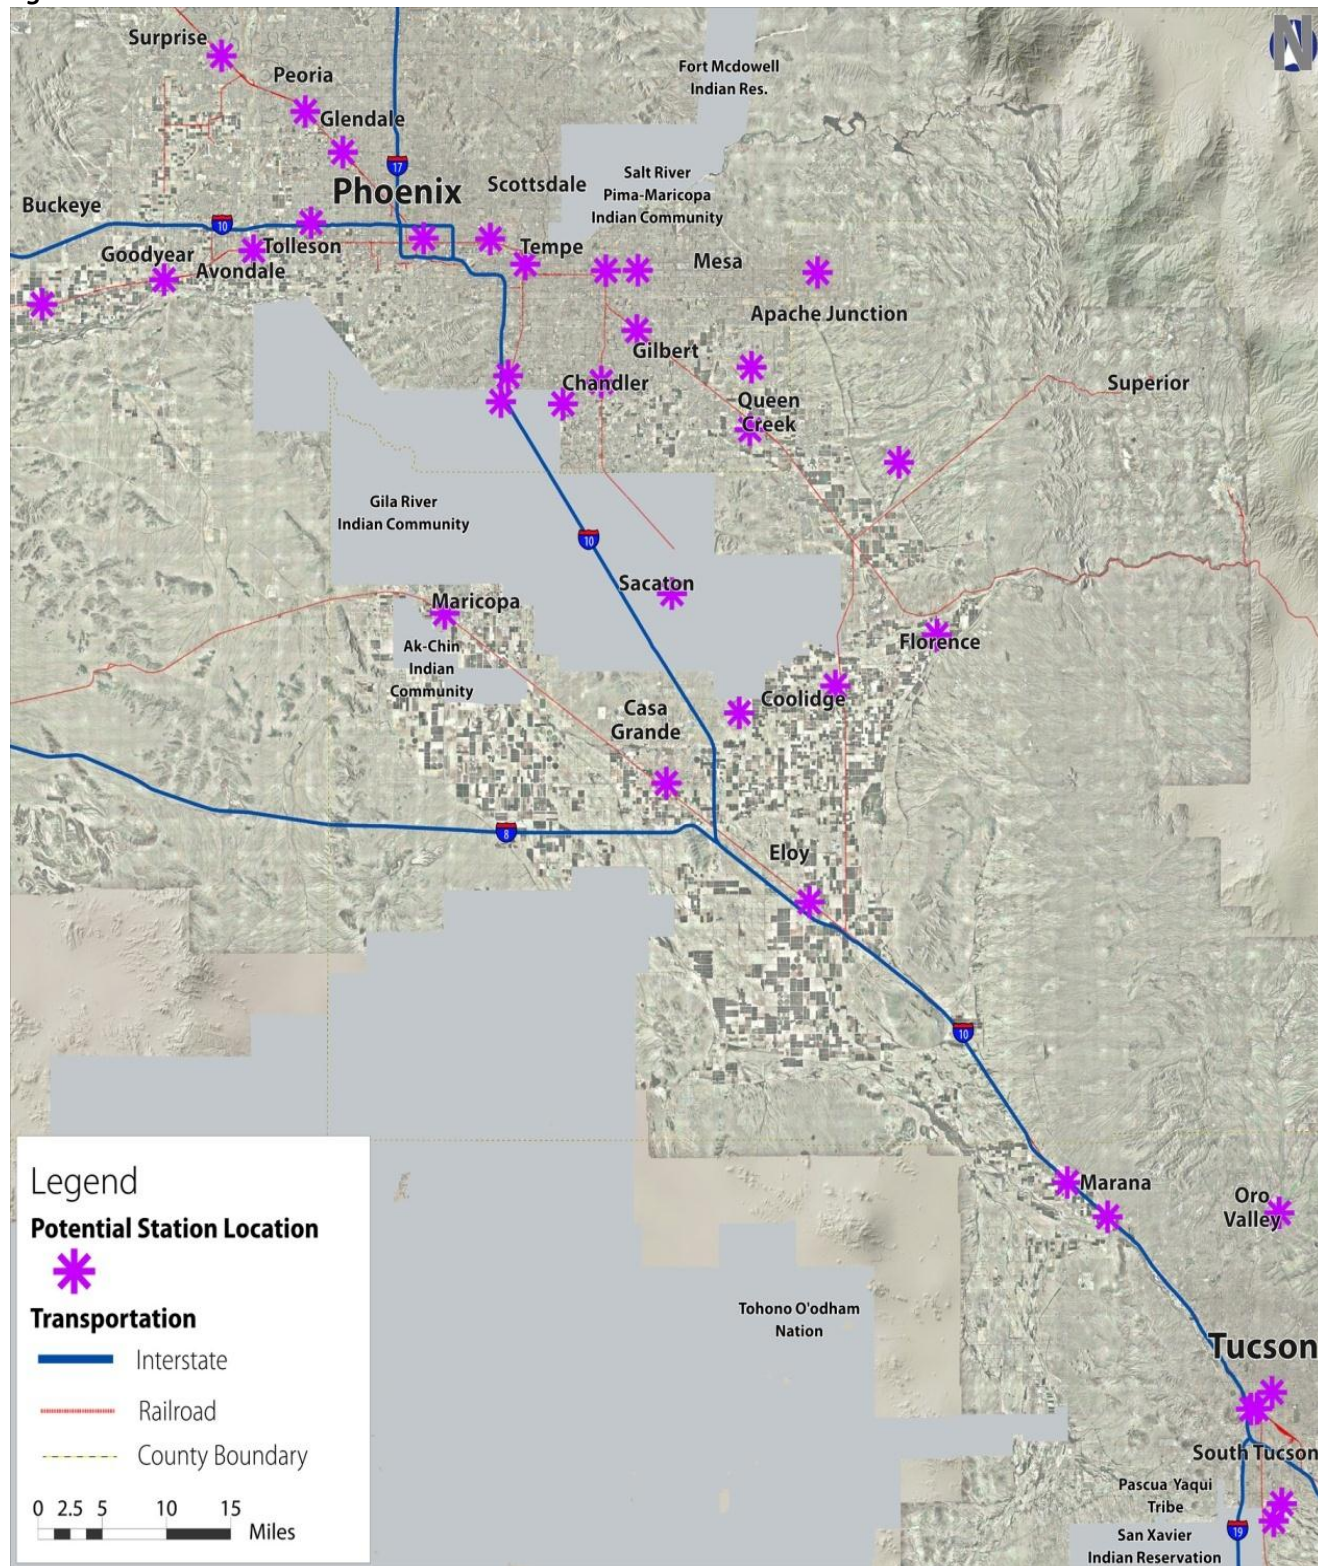 N
Surprise
Fort Mcdowell
Indian Res.
Peoria
Glendale
17
Salt River
Pima-Maricopa
Indian Community
Phoenix
Scottsdale
Buckeye
10
Tolleson
Tempe
Goodyear
Avondale
Mesa
Apache Junction
Gilbert
Chandler
Superior
Queen
Creek
Gila River
Indian Community
10
Sacaton
Maricopa
Ak-Chin
Indian
Community
Florence
Coolidge
Casa
Grande
8
Eloy
10
Marana
Oro
Valley
Tohono O'odham
Nation
Tucson
South Tucson
Pascua Yaqui
Tribe
19
San Xavier
Indian Reservation
Legend
Potential Station Location
Transportation
Interstate
Railroad
County Boundary
0 2.5 5 10 15
Miles